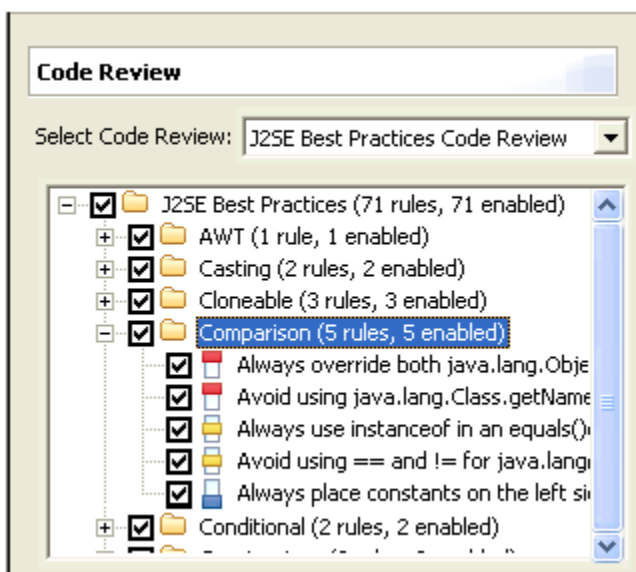 Code Review
Select Code Review: J2SE Best Practices Code Review
J2SE Best Practices (71 rules, 71 enabled)
AWT (1 rule, 1 enabled)
Casting (2 rules, 2 enabled)
Cloneable (3 rules, 3 enabled)
Comparison (5 rules, 5 enabled)
Always override both java.lang.Obje
Avoid using java.lang.Class.getName
Always use instanceof in an equals()
Avoid using == and != for java.lang
Always place constants on the left si
Conditional (2 rules, 2 enabled)